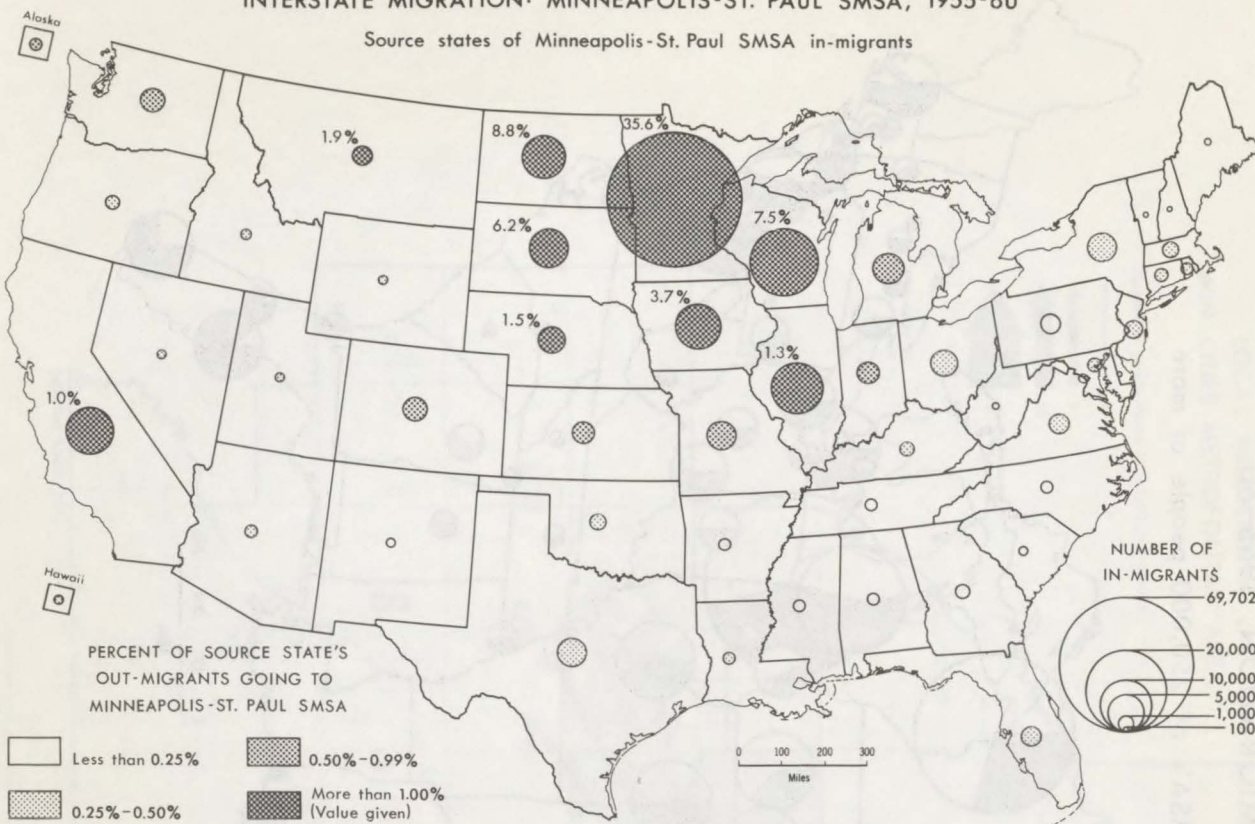 INTERSTATE MIGRATION: MINNEAPOLIS-ST. PAUL SMSA, 1955-60
Source states of Minneapolis-St. Paul SMSA in-migrants
Alaska
1.9%
8.8%
35.6%
6.2%
7.5%
1.5%
3.7%
1.3%
1.0%
Hawaii
PERCENT OF SOURCE STATE'S
OUT-MIGRANTS GOING TO
MINNEAPOLIS-ST. PAUL SMSA
Less than 0.25%
0.50%-0.99%
0.25%-0.50%
More than 1.00%
(Value given)
0 100 200 300
Miles
NUMBER OF
IN-MIGRANTS
69,702
20,000
10,000
5,000
1,000
100